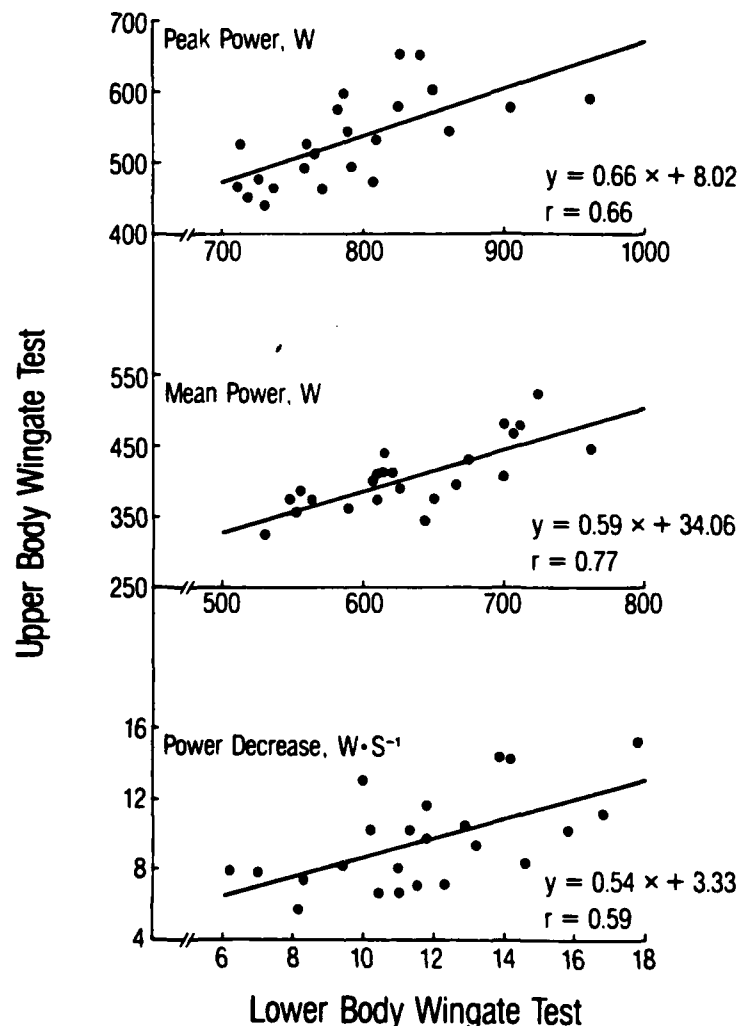 700
Peak Power, W
600
500
400
y = 0.66 × + 8.02
r = 0.66
700 800 900 1000
Upper Body Wingate Test
550
Mean Power, W
450
350
250
y = 0.59 × + 34.06
r = 0.77
500 600 700 800
16
Power Decrease, W·S⁻¹
12
8
4
y = 0.54 × + 3.33
r = 0.59
6 8 10 12 14 16 18
Lower Body Wingate Test